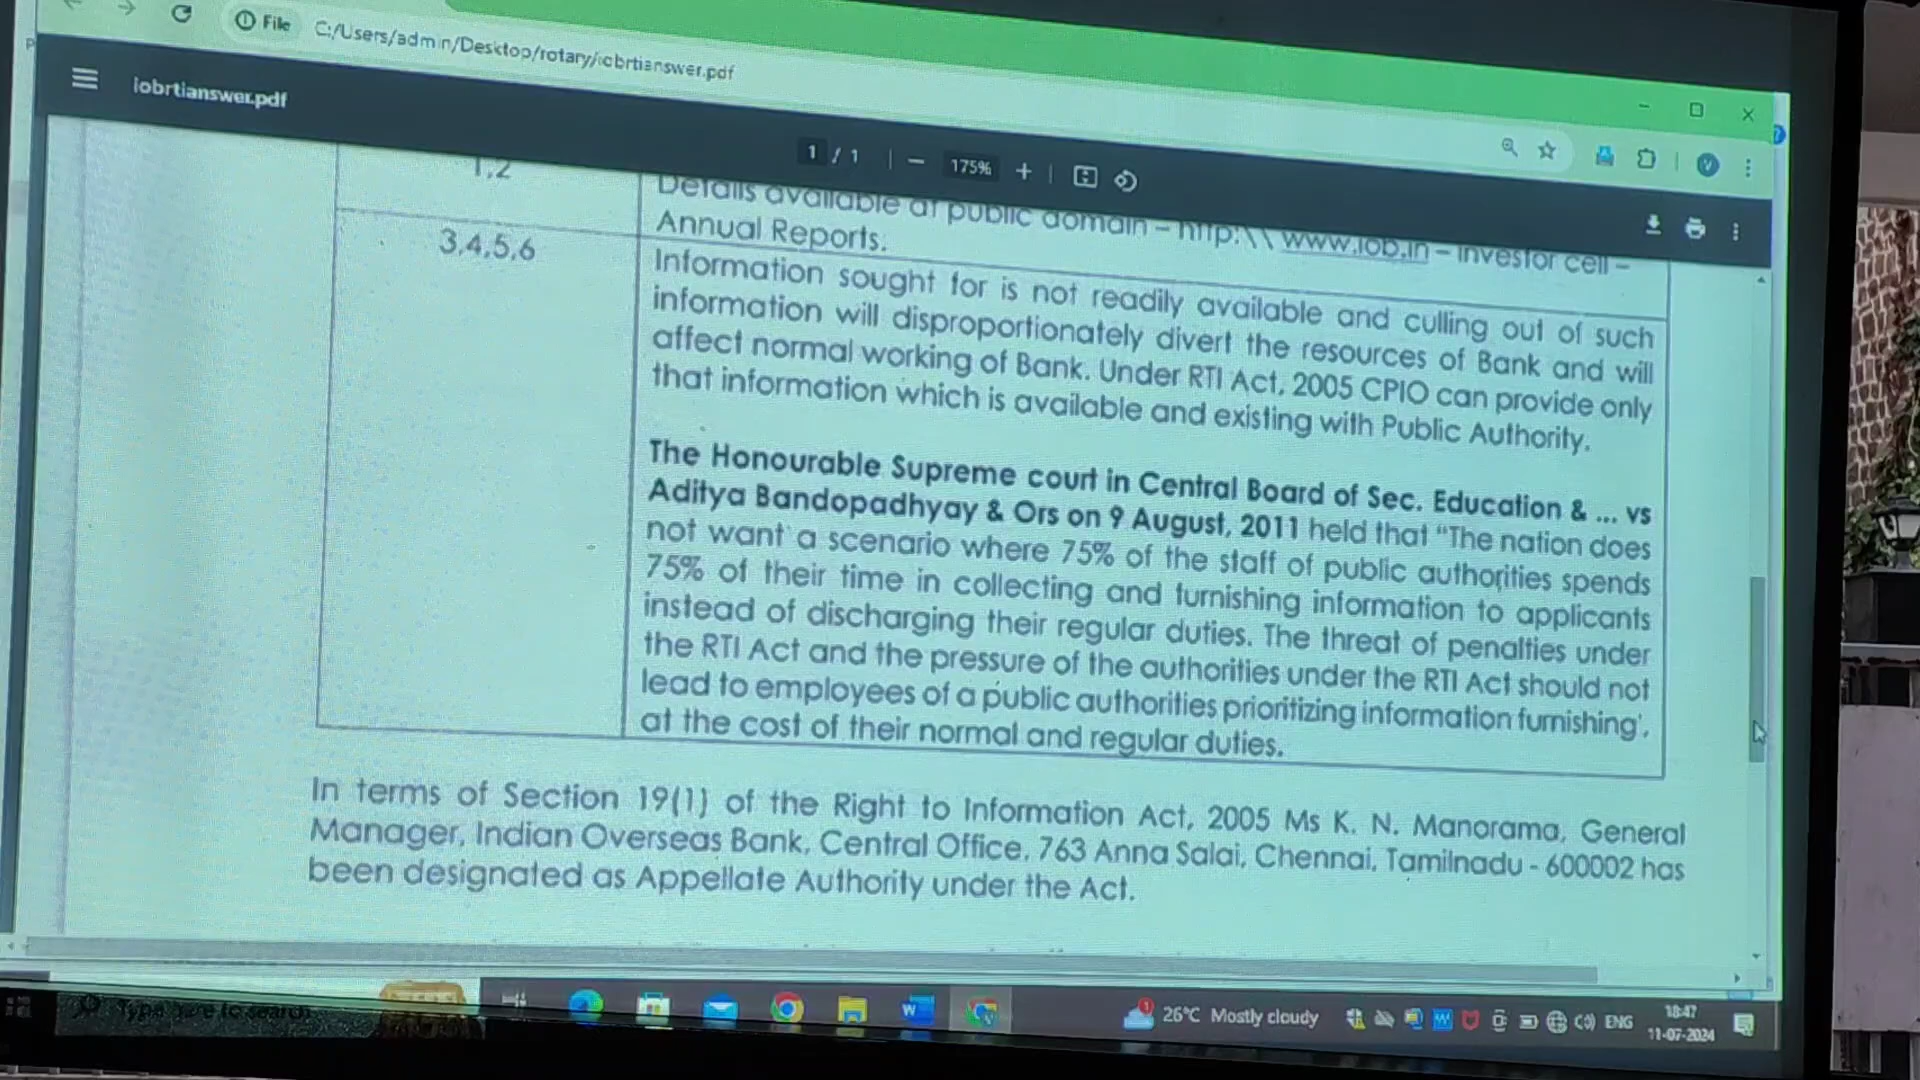 File C:/Users/admin/Desktop/rotary/iobrtianswer.pdf
iobrtianswer.pdf
1 / 1
175%
1,2
Details available at public domain – http:\\ www.iob.in – investor cell –
Annual Reports.
3,4,5,6
Information sought for is not readily available and culling out of such
information will disproportionately divert the resources of Bank and will
affect normal working of Bank. Under RTI Act, 2005 CPIO can provide only
that information which is available and existing with Public Authority.
The Honourable Supreme court in Central Board of Sec. Education & ... vs
Aditya Bandopadhyay & Ors on 9 August, 2011 held that "The nation does
not want a scenario where 75% of the staff of public authorities spends
75% of their time in collecting and furnishing information to applicants
instead of discharging their regular duties. The threat of penalties under
the RTI Act and the pressure of the authorities under the RTI Act should not
lead to employees of a public authorities prioritizing information furnishing',
at the cost of their normal and regular duties.
In terms of Section 19(1) of the Right to Information Act, 2005 Ms K. N. Manorama, General
Manager, Indian Overseas Bank, Central Office, 763 Anna Salai, Chennai, Tamilnadu - 600002 has
been designated as Appellate Authority under the Act.
Type here to search
26°C Mostly cloudy
ENG
18:47
11-07-2024